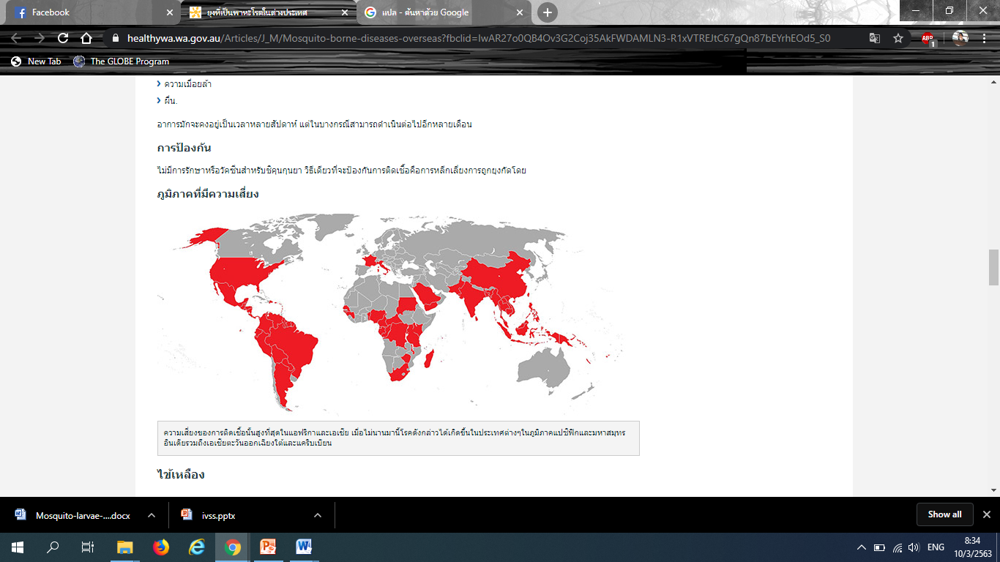 Facebook
ยุงที่เป็นพาหะโรคในต่างประเทศ
แปล - ค้นหาด้วย Google
healthywa.wa.gov.au/Articles/J_M/Mosquito-borne-diseases-overseas?fbclid=IwAR27o0QB4Ov3G2Coj35AkFWDAMLN3-R1xVTREJtC67gQn87bEYrhEOd5_S0
ABP
1
New Tab
The GLOBE Program
ความเมื่อยล้า
ผื่น.
อาการมักจะคงอยู่เป็นเวลาหลายสัปดาห์ แต่ในบางกรณีสามารถดำเนินต่อไปอีกหลายเดือน
การป้องกัน
ไม่มีการรักษาหรือวัคซีนสำหรับชิคุนกุนยา วิธีเดียวที่จะป้องกันการติดเชื้อคือการหลีกเลี่ยงการถูกยุงกัดโดย
ภูมิภาคที่มีความเสี่ยง
ความเสี่ยงของการติดเชื้อนั้นสูงที่สุดในแอฟริกาและเอเชีย เมื่อไม่นานมานี้โรคดังกล่าวได้เกิดขึ้นในประเทศต่างๆในภูมิภาคแปซิฟิกและมหาสมุทร
อินเดียรวมถึงเอเชียตะวันออกเฉียงใต้และแคริบเบียน
ไข้เหลือง
Mosquito-larvae-....docx
ivss.pptx
Show all
ENG
8:34
10/3/2563